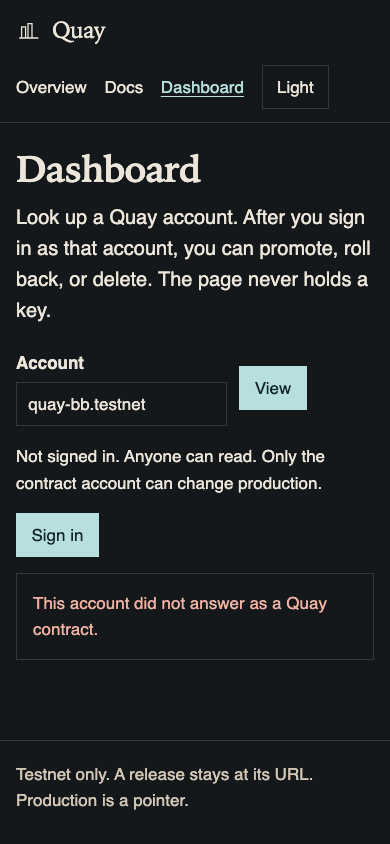 Quay
Overview Docs Dashboard Light
Dashboard
Look up a Quay account. After you sign
in as that account, you can promote, roll
back, or delete. The page never holds a
key.
Account
quay-bb.testnet View
Not signed in. Anyone can read. Only the
contract account can change production.
Sign in
This account did not answer as a Quay
contract.
Testnet only. A release stays at its URL.
Production is a pointer.